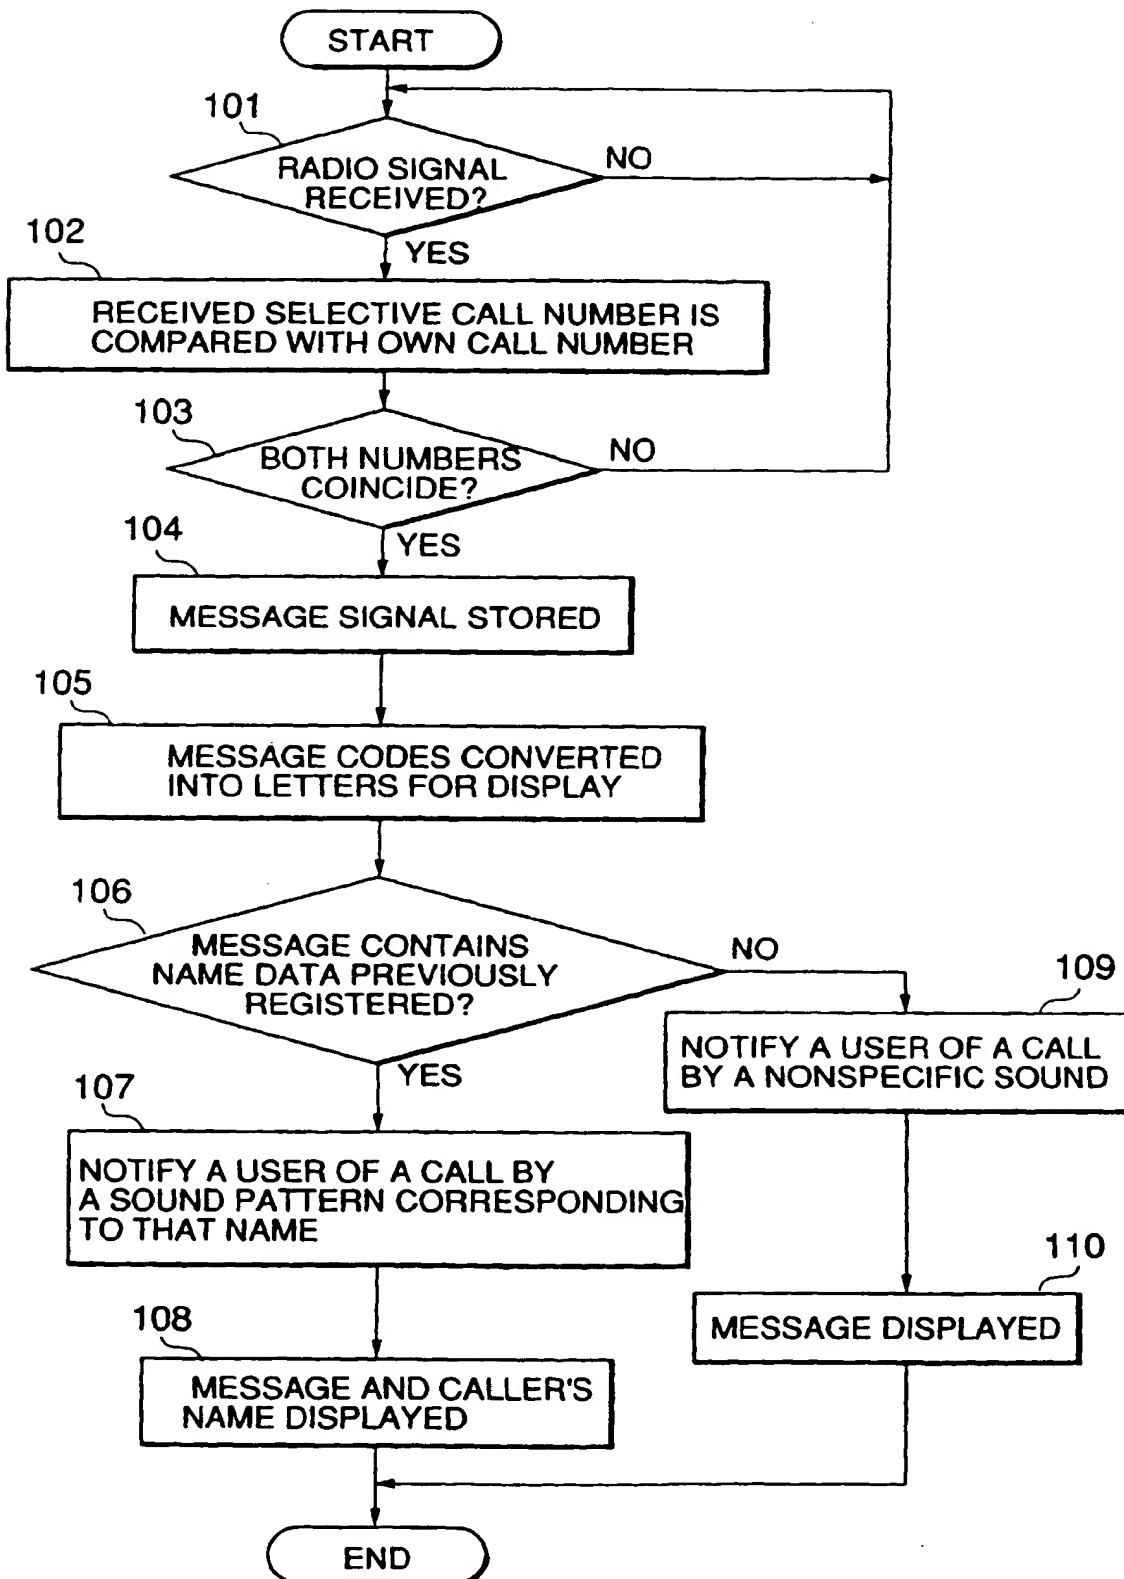 START
101
RADIO SIGNAL
RECEIVED?
NO
YES
102
RECEIVED SELECTIVE CALL NUMBER IS
COMPARED WITH OWN CALL NUMBER
103
BOTH NUMBERS
COINCIDE?
NO
YES
104
MESSAGE SIGNAL STORED
105
MESSAGE CODES CONVERTED
INTO LETTERS FOR DISPLAY
106
MESSAGE CONTAINS
NAME DATA PREVIOUSLY
REGISTERED?
NO
YES
109
NOTIFY A USER OF A CALL
BY A NONSPECIFIC SOUND
107
NOTIFY A USER OF A CALL BY
A SOUND PATTERN CORRESPONDING
TO THAT NAME
110
MESSAGE DISPLAYED
108
MESSAGE AND CALLER'S
NAME DISPLAYED
END